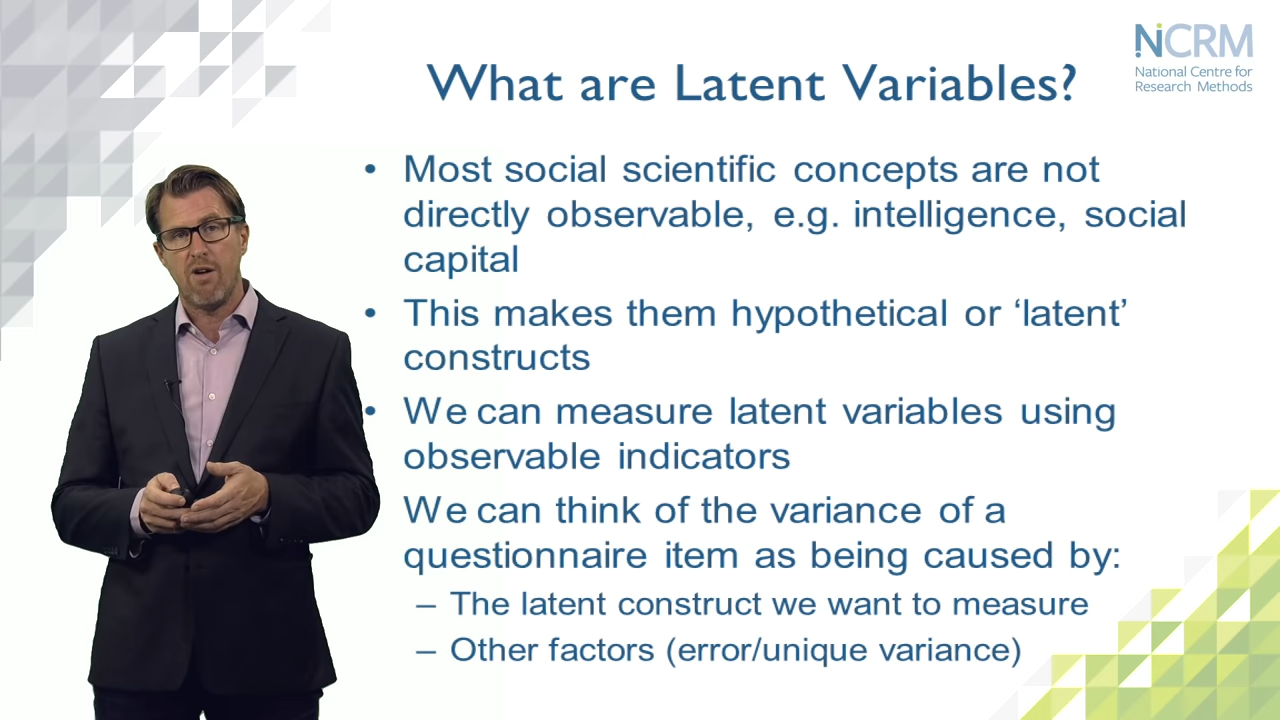 What are Latent Variables?
NCRM
National Centre for
Research Methods
• Most social scientific concepts are not
directly observable, e.g. intelligence, social
capital
• This makes them hypothetical or ‘latent’
constructs
• We can measure latent variables using
observable indicators
We can think of the variance of a
questionnaire item as being caused by:
– The latent construct we want to measure
– Other factors (error/unique variance)